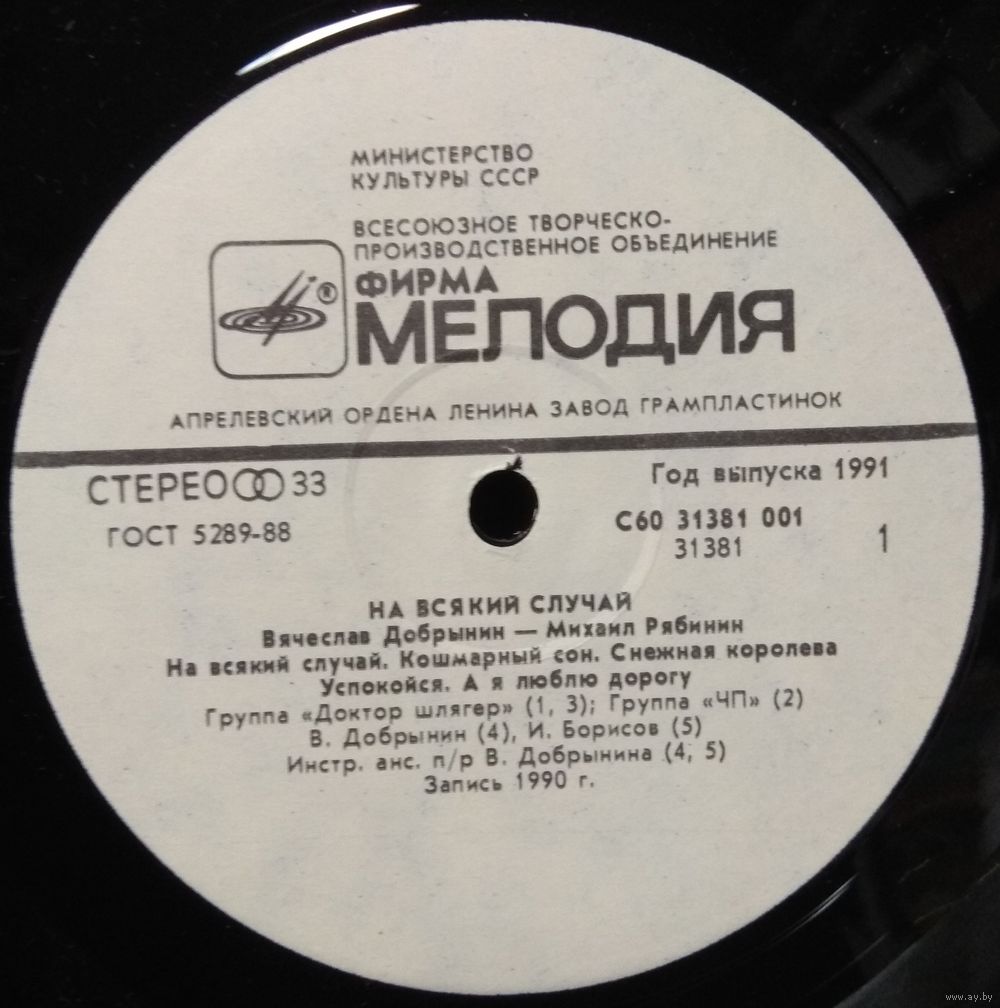 МИНИСТЕРСТВО
КУЛЬТУРЫ СССР
ВСЕСОЮЗНОЕ ТВОРЧЕСКО-
ПРОИЗВОДСТВЕННОЕ ОБЪЕДИНЕНИЕ
®
ФИРМА
МЕЛОДИЯ
АПРЕЛЕВСКИЙ ОРДЕНА ЛЕНИНА ЗАВОД ГРАМПЛАСТИНОК
СТЕРЕО 33
ГОСТ 5289-88
Год выпуска 1991
С60 31381 001
31381
1
НА ВСЯКИЙ СЛУЧАЙ
Вячеслав Добрынин — Михаил Рябинин
На всякий случай. Кошмарный сон. Снежная королева
Успокойся. А я люблю дорогу
Группа «Доктор шлягер» (1, 3); Группа «ЧП» (2)
В. Добрынин (4), И. Борисов (5)
Инстр. анс. п/р В. Добрынина (4, 5)
Запись 1990 г.
www.ay.by